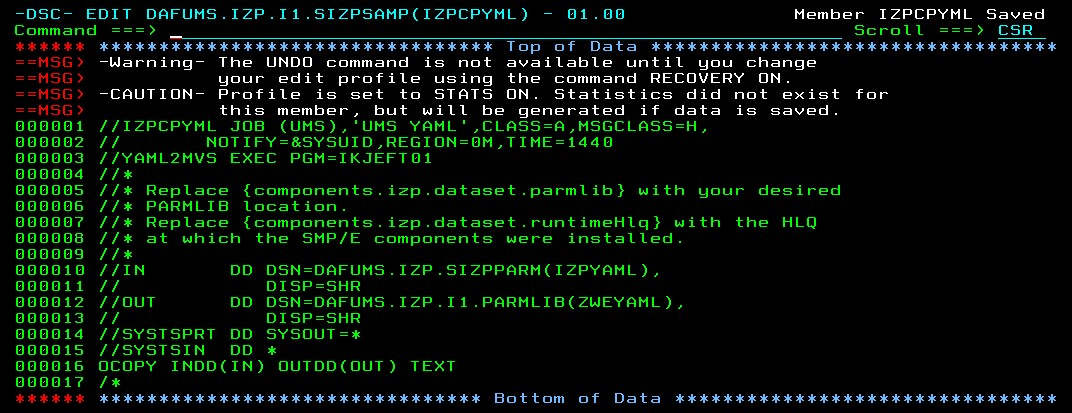 -DSC- EDIT DAFUMS.IZP.I1.SIZPSAMP(IZPCPYML) - 01.00 Member IZPCPYML Saved
Command ===> _ Scroll ===> CSR
****** ********************************* Top of Data **********************************
==MSG> -Warning- The UNDO command is not available until you change
==MSG> your edit profile using the command RECOVERY ON.
==MSG> -CAUTION- Profile is set to STATS ON. Statistics did not exist for
==MSG> this member, but will be generated if data is saved.
000001 //IZPCPYML JOB (UMS),'UMS YAML',CLASS=A,MSGCLASS=H,
000002 // NOTIFY=&SYSUID,REGION=0M,TIME=1440
000003 //YAML2MVS EXEC PGM=IKJEFT01
000004 //*
000005 //* Replace {components.izp.dataset.parmlib} with your desired
000006 //* PARMLIB location.
000007 //* Replace {components.izp.dataset.runtimeHlq} with the HLQ
000008 //* at which the SMP/E components were installed.
000009 //*
000010 //IN DD DSN=DAFUMS.IZP.SIZPPARM(IZPYAML),
000011 // DISP=SHR
000012 //OUT DD DSN=DAFUMS.IZP.I1.PARMLIB(ZWEYAML),
000013 // DISP=SHR
000014 //SYSTSPRT DD SYSOUT=*
000015 //SYSTSIN DD *
000016 OCOPY INDD(IN) OUTDD(OUT) TEXT
000017 /*
****** ******************************** Bottom of Data ********************************